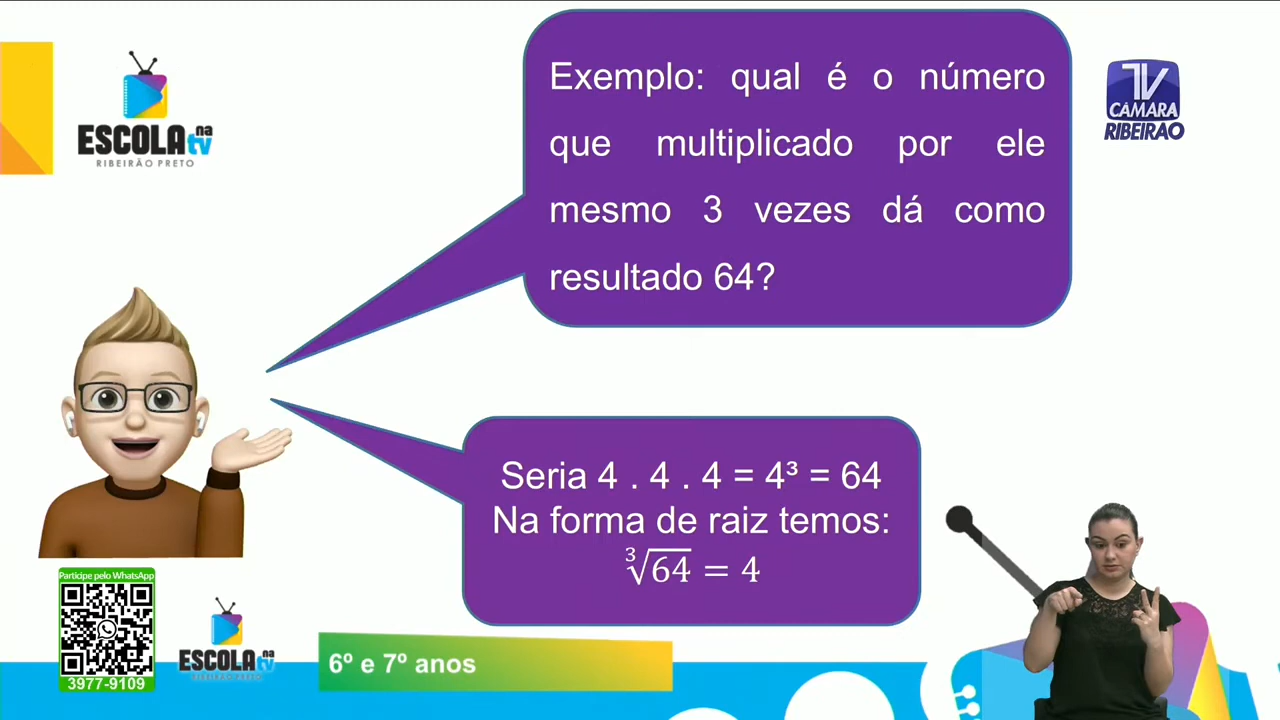 Exemplo: qual é o número
que multiplicado por ele
mesmo 3 vezes dá como
resultado 64?
ESCOLA na tv
RIBEIRÃO PRETO
TV
CÂMARA
RIBEIRÃO
Seria 4 . 4 . 4 = 4³ = 64
Na forma de raiz temos:
∛64 = 4
Participe pelo WhatsApp
3977-9109
ESCOLA na tv
RIBEIRÃO PRETO
6º e 7º anos